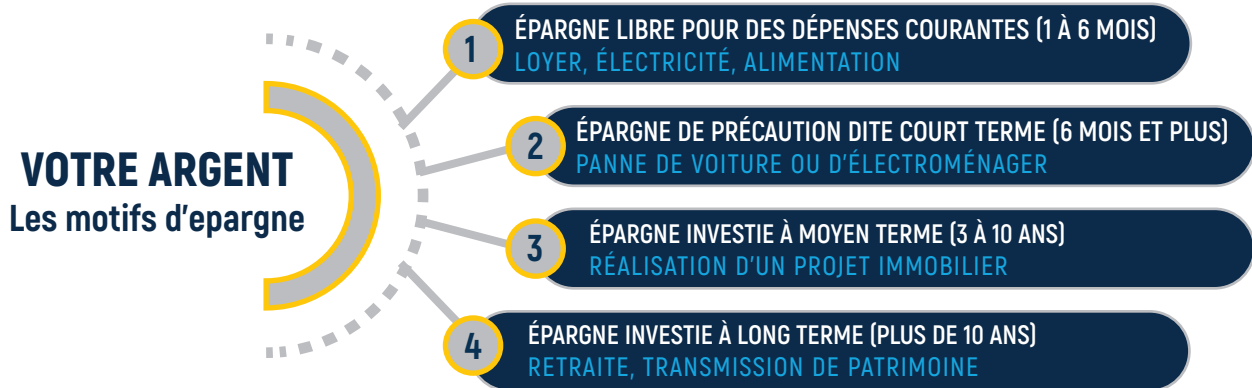 VOTRE ARGENT
Les motifs d'epargne
1
ÉPARGNE LIBRE POUR DES DÉPENSES COURANTES (1 À 6 MOIS)
LOYER, ÉLECTRICITÉ, ALIMENTATION
2
ÉPARGNE DE PRÉCAUTION DITE COURT TERME (6 MOIS ET PLUS)
PANNE DE VOITURE OU D'ÉLECTROMÉNAGER
3
ÉPARGNE INVESTIE À MOYEN TERME (3 À 10 ANS)
RÉALISATION D'UN PROJET IMMOBILIER
4
ÉPARGNE INVESTIE À LONG TERME (PLUS DE 10 ANS)
RETRAITE, TRANSMISSION DE PATRIMOINE